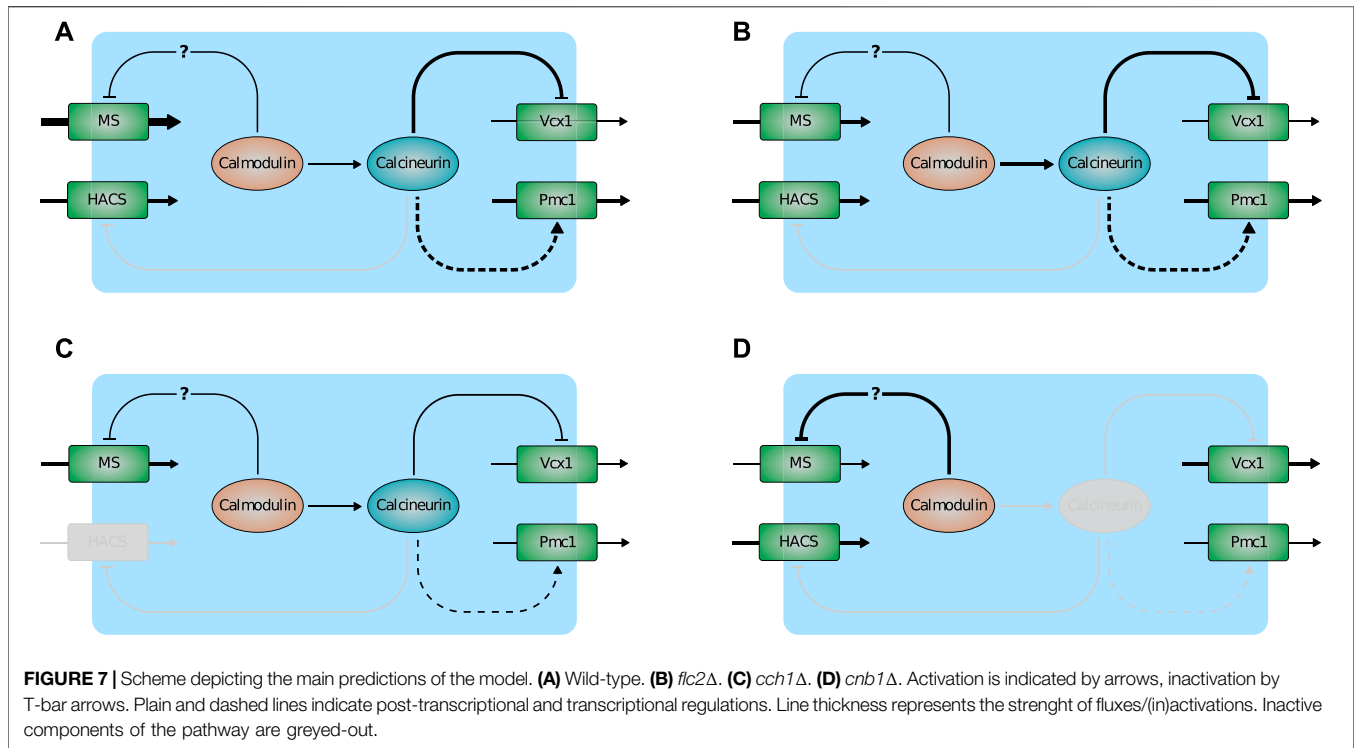 A
?
MS
HACS
Calmodulin
Calcineurin
Vcx1
Pmc1
B
?
MS
HACS
Calmodulin
Calcineurin
Vcx1
Pmc1
C
?
MS
HACS
Calmodulin
Calcineurin
Vcx1
Pmc1
D
?
MS
HACS
Calmodulin
Calcineurin
Vcx1
Pmc1
FIGURE 7 | Scheme depicting the main predictions of the model. (A) Wild-type. (B) flc2Δ. (C) cch1Δ. (D) cnb1Δ. Activation is indicated by arrows, inactivation by
T-bar arrows. Plain and dashed lines indicate post-transcriptional and transcriptional regulations. Line thickness represents the strenght of fluxes/(in)activations. Inactive
components of the pathway are greyed-out.